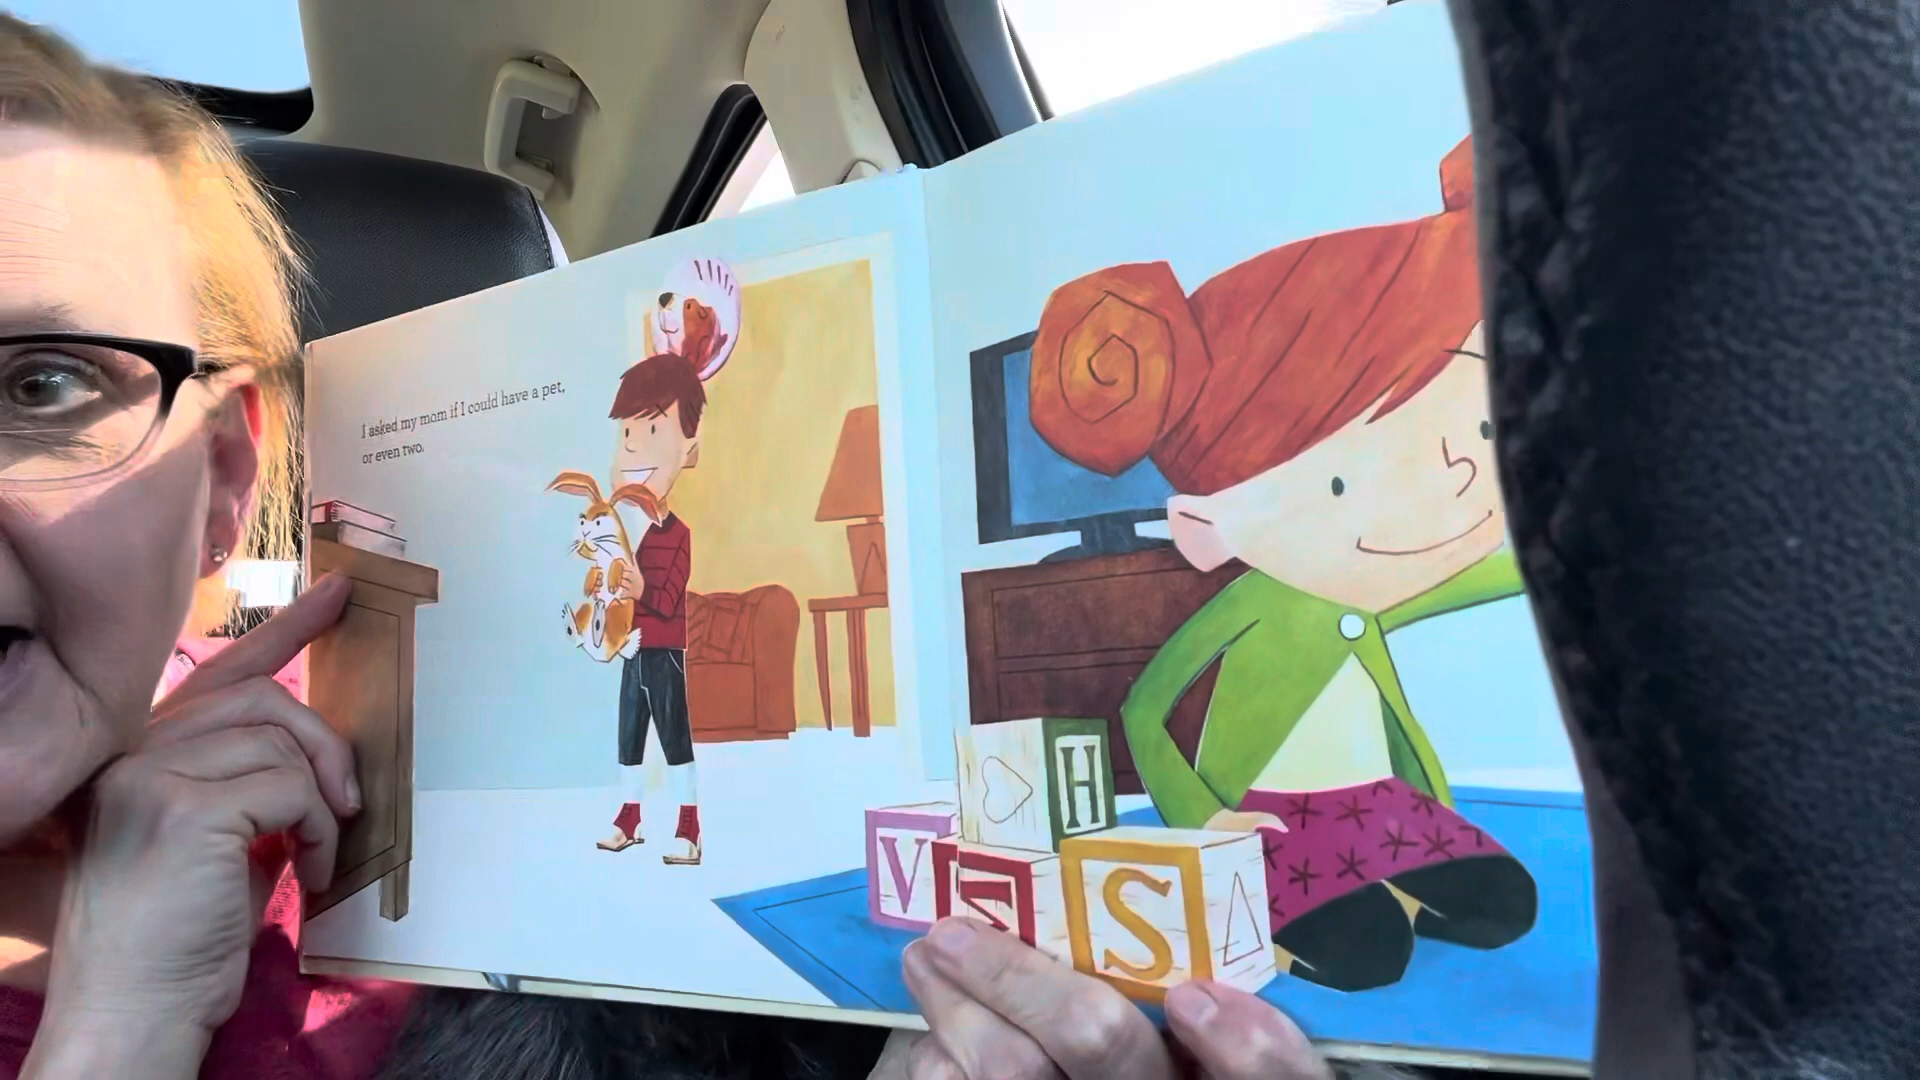 I asked my mom if I could have a pet,
or even two.
H
V
S